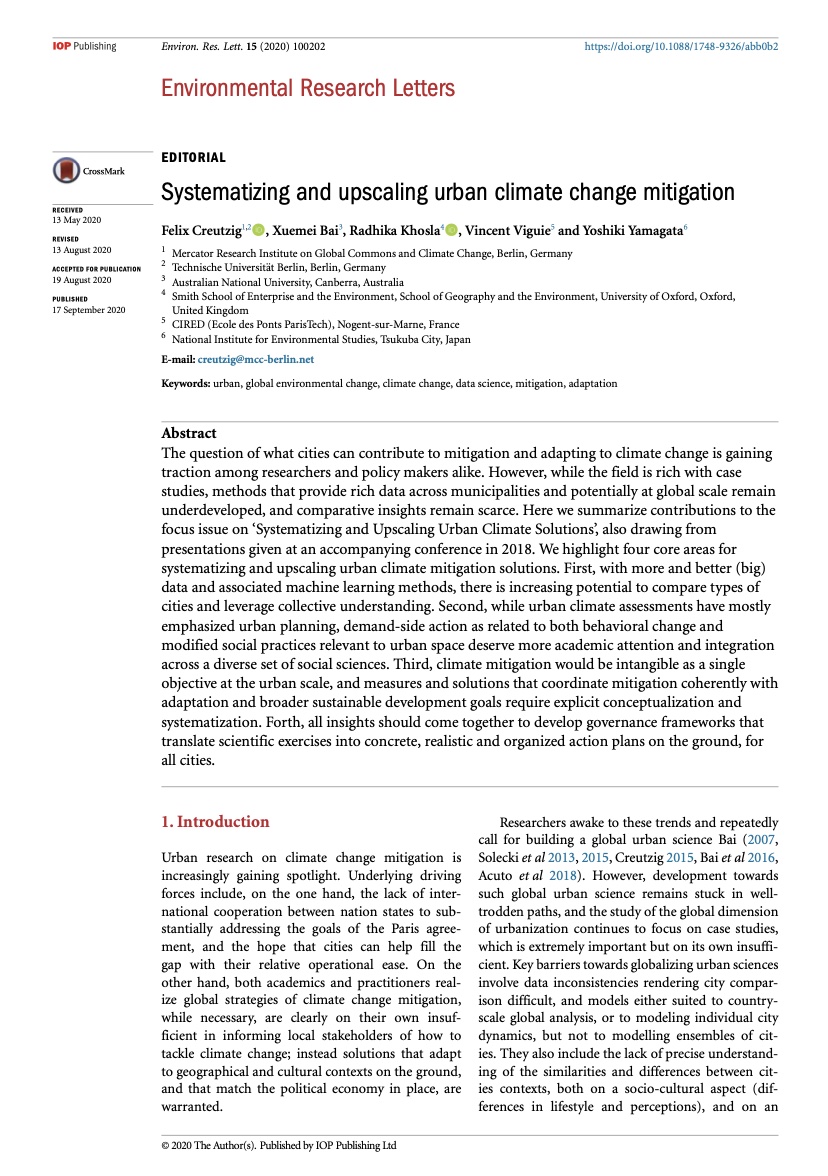 IOP Publishing
Environ. Res. Lett. 15 (2020) 100202
https://doi.org/10.1088/1748-9326/abb0b2
Environmental Research Letters
CrossMark
RECEIVED
13 May 2020
REVISED
13 August 2020
ACCEPTED FOR PUBLICATION
19 August 2020
PUBLISHED
17 September 2020
EDITORIAL
Systematizing and upscaling urban climate change mitigation
Felix Creutzig1,2, Xuemei Bai3, Radhika Khosla4, Vincent Viguie5 and Yoshiki Yamagata6
1 Mercator Research Institute on Global Commons and Climate Change, Berlin, Germany
2 Technische Universität Berlin, Berlin, Germany
3 Australian National University, Canberra, Australia
4 Smith School of Enterprise and the Environment, School of Geography and the Environment, University of Oxford, Oxford,
United Kingdom
5 CIRED (Ecole des Ponts ParisTech), Nogent-sur-Marne, France
6 National Institute for Environmental Studies, Tsukuba City, Japan
E-mail: creutzig@mcc-berlin.net
Keywords: urban, global environmental change, climate change, data science, mitigation, adaptation
Abstract
The question of what cities can contribute to mitigation and adapting to climate change is gaining
traction among researchers and policy makers alike. However, while the field is rich with case
studies, methods that provide rich data across municipalities and potentially at global scale remain
underdeveloped, and comparative insights remain scarce. Here we summarize contributions to the
focus issue on ‘Systematizing and Upscaling Urban Climate Solutions’, also drawing from
presentations given at an accompanying conference in 2018. We highlight four core areas for
systematizing and upscaling urban climate mitigation solutions. First, with more and better (big)
data and associated machine learning methods, there is increasing potential to compare types of
cities and leverage collective understanding. Second, while urban climate assessments have mostly
emphasized urban planning, demand-side action as related to both behavioral change and
modified social practices relevant to urban space deserve more academic attention and integration
across a diverse set of social sciences. Third, climate mitigation would be intangible as a single
objective at the urban scale, and measures and solutions that coordinate mitigation coherently with
adaptation and broader sustainable development goals require explicit conceptualization and
systematization. Forth, all insights should come together to develop governance frameworks that
translate scientific exercises into concrete, realistic and organized action plans on the ground, for
all cities.
1. Introduction
Urban research on climate change mitigation is
increasingly gaining spotlight. Underlying driving
forces include, on the one hand, the lack of inter-
national cooperation between nation states to sub-
stantially addressing the goals of the Paris agree-
ment, and the hope that cities can help fill the
gap with their relative operational ease. On the
other hand, both academics and practitioners real-
ize global strategies of climate change mitigation,
while necessary, are clearly on their own insuf-
ficient in informing local stakeholders of how to
tackle climate change; instead solutions that adapt
to geographical and cultural contexts on the ground,
and that match the political economy in place, are
warranted.
Researchers awake to these trends and repeatedly
call for building a global urban science Bai (2007,
Solecki et al 2013, 2015, Creutzig 2015, Bai et al 2016,
Acuto et al 2018). However, development towards
such global urban science remains stuck in well-
trodden paths, and the study of the global dimension
of urbanization continues to focus on case studies,
which is extremely important but on its own insuffi-
cient. Key barriers towards globalizing urban sciences
involve data inconsistencies rendering city compar-
ison difficult, and models either suited to country-
scale global analysis, or to modeling individual city
dynamics, but not to modelling ensembles of cit-
ies. They also include the lack of precise understand-
ing of the similarities and differences between cit-
ies contexts, both on a socio-cultural aspect (dif-
ferences in lifestyle and perceptions), and on an
© 2020 The Author(s). Published by IOP Publishing Ltd